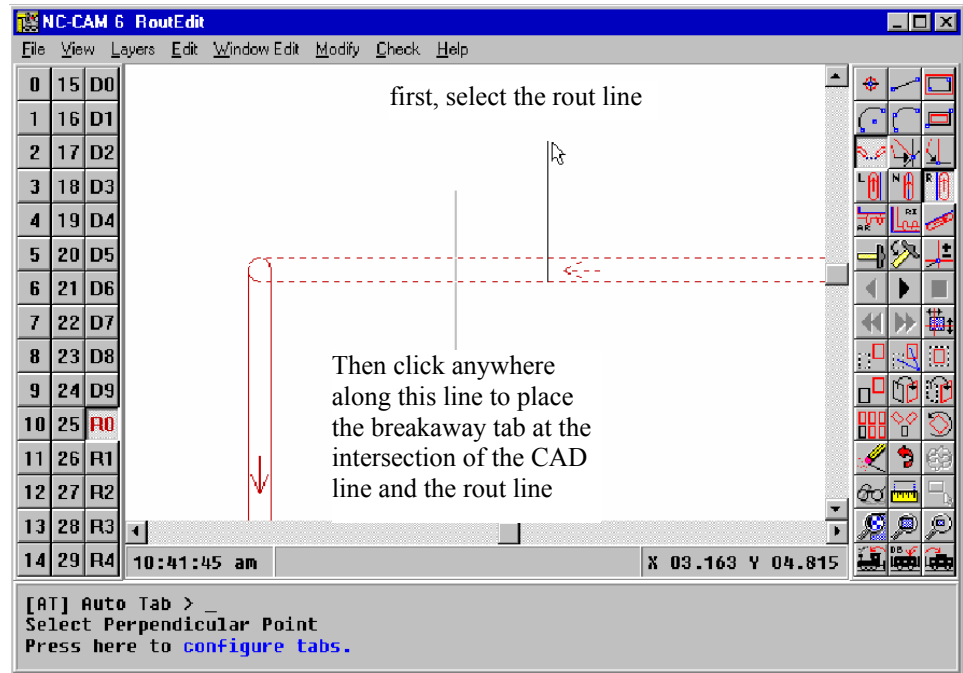 NC-CAM 6 RoutEdit
File View Layers Edit Window Edit Modify Check Help
0 15 D0
1 16 D1
2 17 D2
3 18 D3
4 19 D4
5 20 D5
6 21 D6
7 22 D7
8 23 D8
9 24 D9
10 25 R0
11 26 R1
12 27 R2
13 28 R3
14 29 R4
first, select the rout line
Then click anywhere
along this line to place
the breakaway tab at the
intersection of the CAD
line and the rout line
L N R
AR RI
DB
10:41:45 am
X 03.163 Y 04.815
[AT] Auto Tab > _
Select Perpendicular Point
Press here to configure tabs.